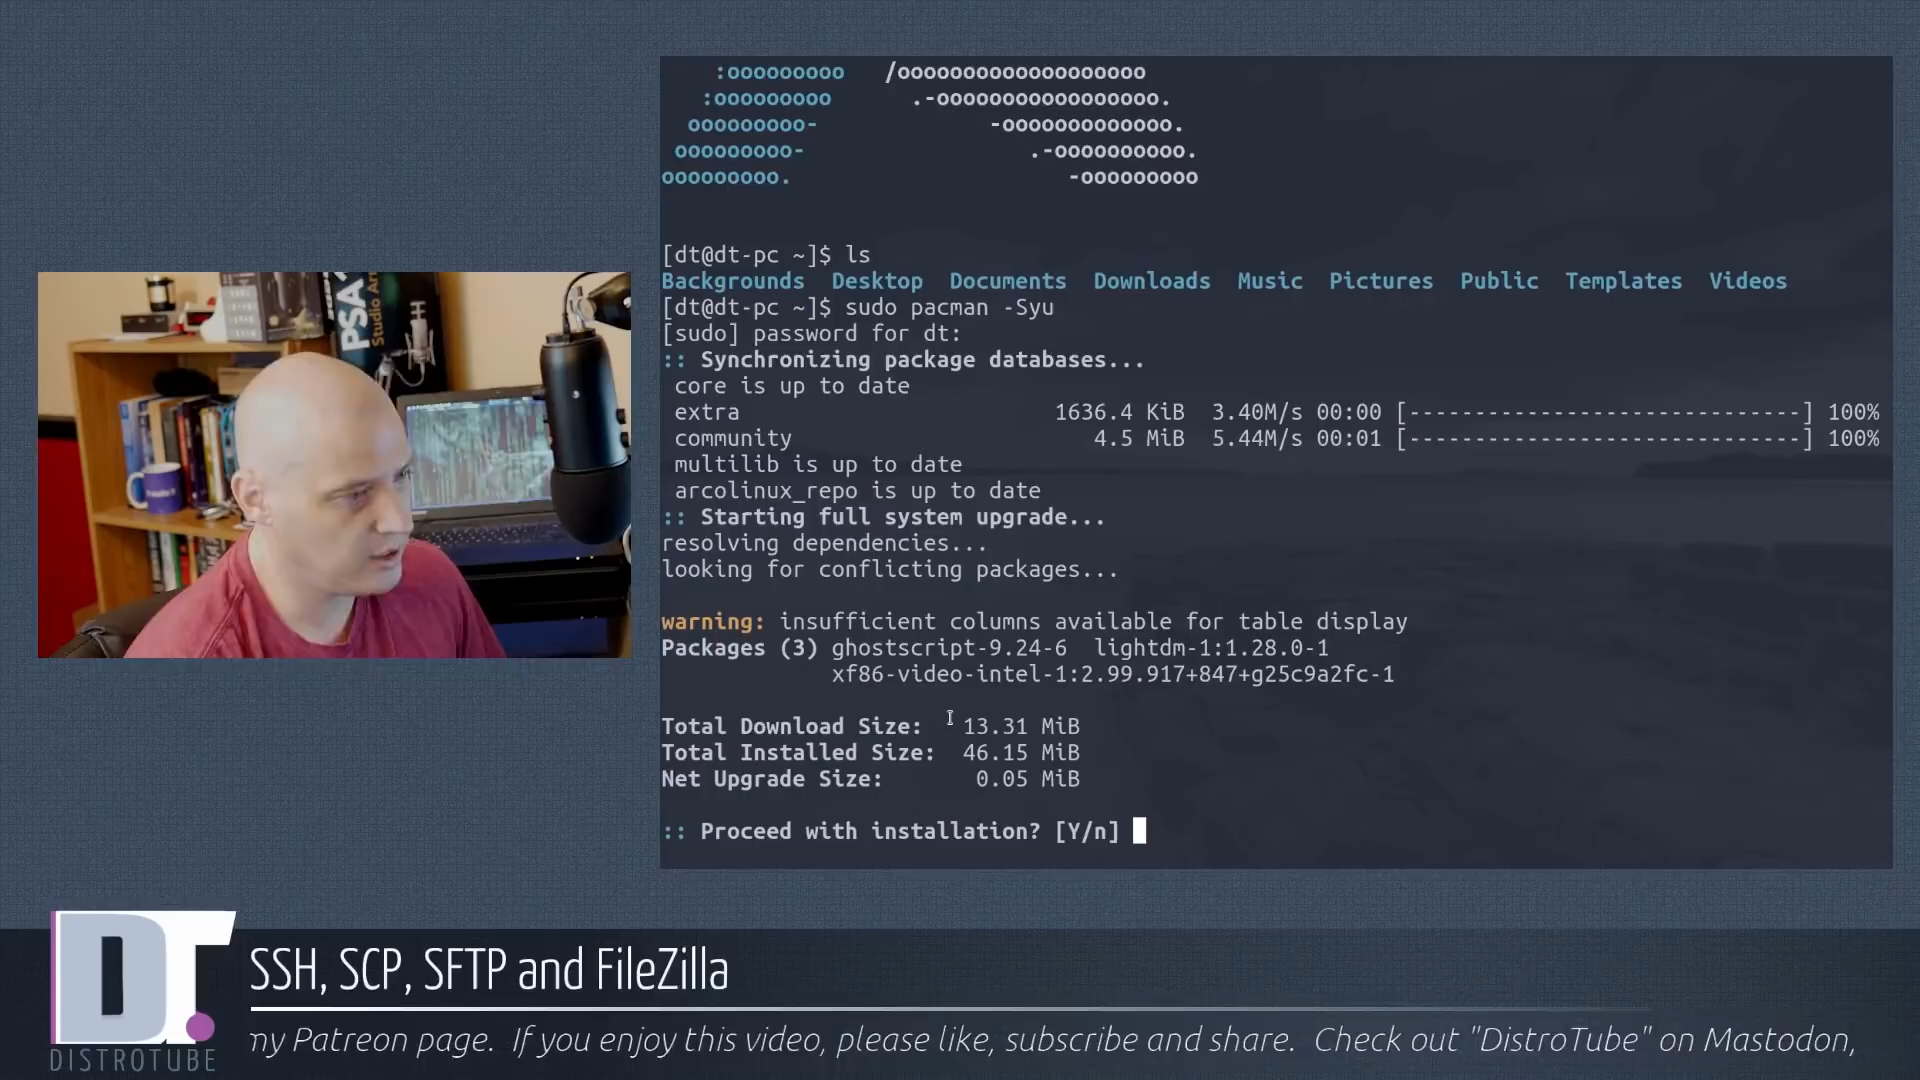 :ooooooooo   /ooooooooooooooooooo
:ooooooooo      .-ooooooooooooooooo.
ooooooooo-             -ooooooooooooo.
ooooooooo-                .-oooooooooo.
ooooooooo.                     -ooooooooo
[dt@dt-pc ~]$ ls
Backgrounds  Desktop  Documents  Downloads  Music  Pictures  Public  Templates  Videos
[dt@dt-pc ~]$ sudo pacman -Syu
[sudo] password for dt:
:: Synchronizing package databases...
core is up to date
extra 1636.4 KiB  3.40M/s 00:00 [------------------------------] 100%
community 4.5 MiB  5.44M/s 00:01 [------------------------------] 100%
multilib is up to date
arcolinux_repo is up to date
:: Starting full system upgrade...
resolving dependencies...
looking for conflicting packages...
warning: insufficient columns available for table display
Packages (3) ghostscript-9.24-6  lightdm-1:1.28.0-1
xf86-video-intel-1:2.99.917+847+g25c9a2fc-1
Total Download Size:   13.31 MiB
Total Installed Size:  46.15 MiB
Net Upgrade Size:       0.05 MiB
:: Proceed with installation? [Y/n]
PSA1
Studio Ar
DT
DISTROTUBE
SSH, SCP, SFTP and FileZilla
my Patreon page.  If you enjoy this video, please like, subscribe and share.  Check out "DistroTube" on Mastodon,